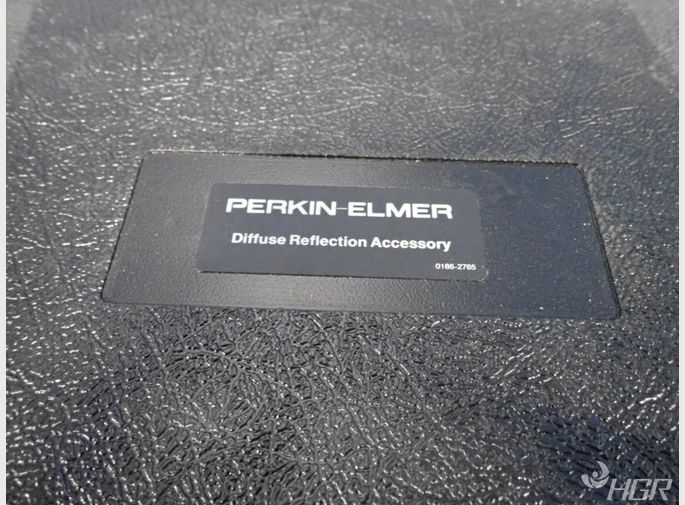 PERKIN-ELMER
Diffuse Reflection Accessory
0186-2765
HGR